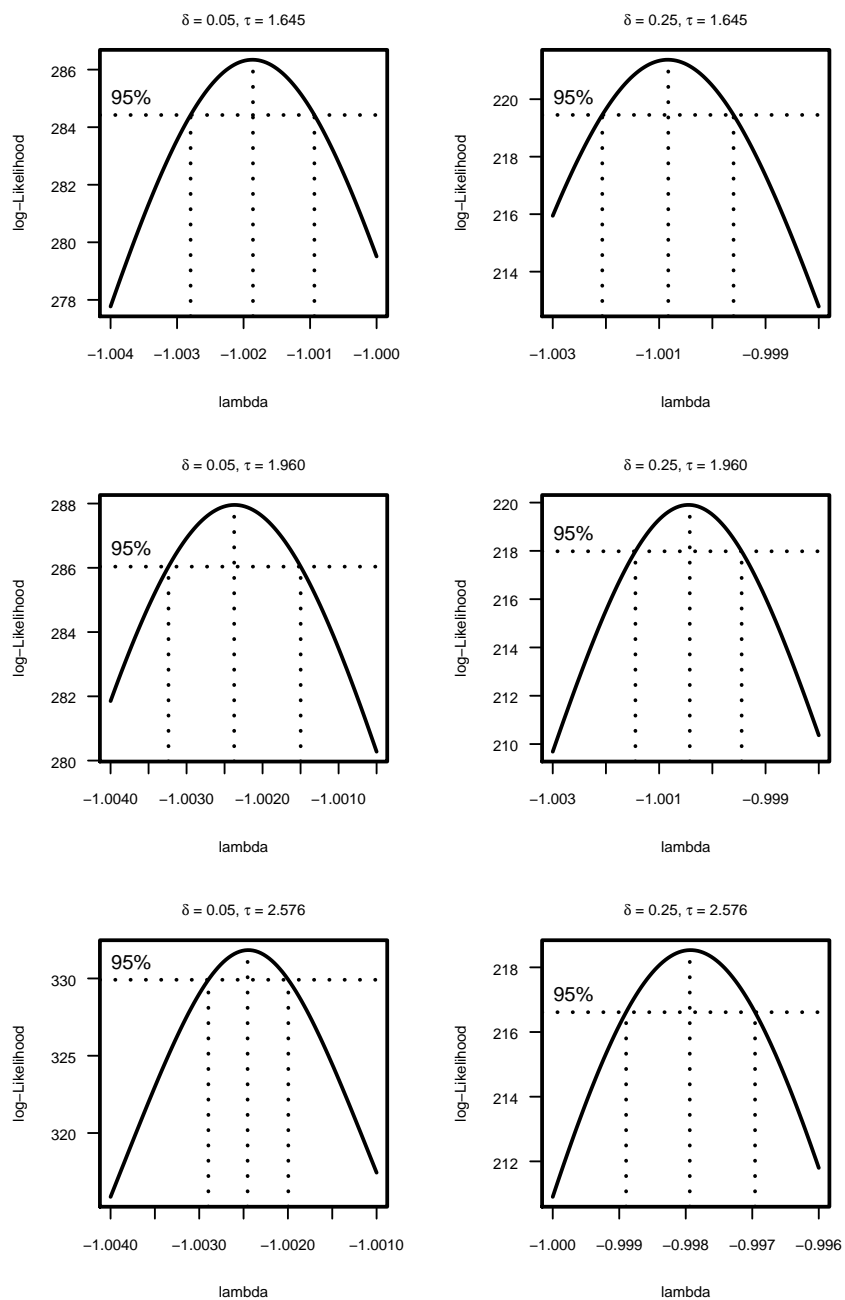 δ = 0.05, τ = 1.645
286
284
282
280
278
log−Likelihood
95%
−1.004 −1.003 −1.002 −1.001 −1.000
lambda
δ = 0.25, τ = 1.645
220
218
216
214
log−Likelihood
95%
−1.003 −1.001 −0.999
lambda
δ = 0.05, τ = 1.960
288
286
284
282
280
log−Likelihood
95%
−1.0040 −1.0030 −1.0020 −1.0010
lambda
δ = 0.25, τ = 1.960
220
218
216
214
212
210
log−Likelihood
95%
−1.003 −1.001 −0.999
lambda
δ = 0.05, τ = 2.576
330
325
320
log−Likelihood
95%
−1.0040 −1.0030 −1.0020 −1.0010
lambda
δ = 0.25, τ = 2.576
218
216
214
212
log−Likelihood
95%
−1.000 −0.999 −0.998 −0.997 −0.996
lambda